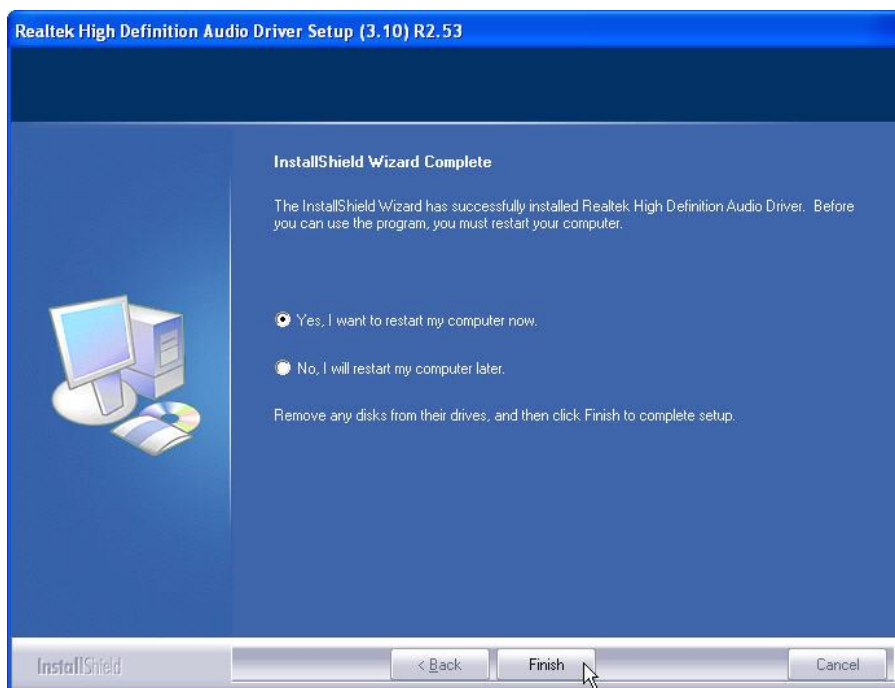 Realtek High Definition Audio Driver Setup (3.10) R2.53
InstallShield Wizard Complete
The InstallShield Wizard has successfully installed Realtek High Definition Audio Driver. Before
you can use the program, you must restart your computer.
Yes, I want to restart my computer now.
No, I will restart my computer later.
Remove any disks from their drives, and then click Finish to complete setup.
InstallShield
< Back
Finish
Cancel